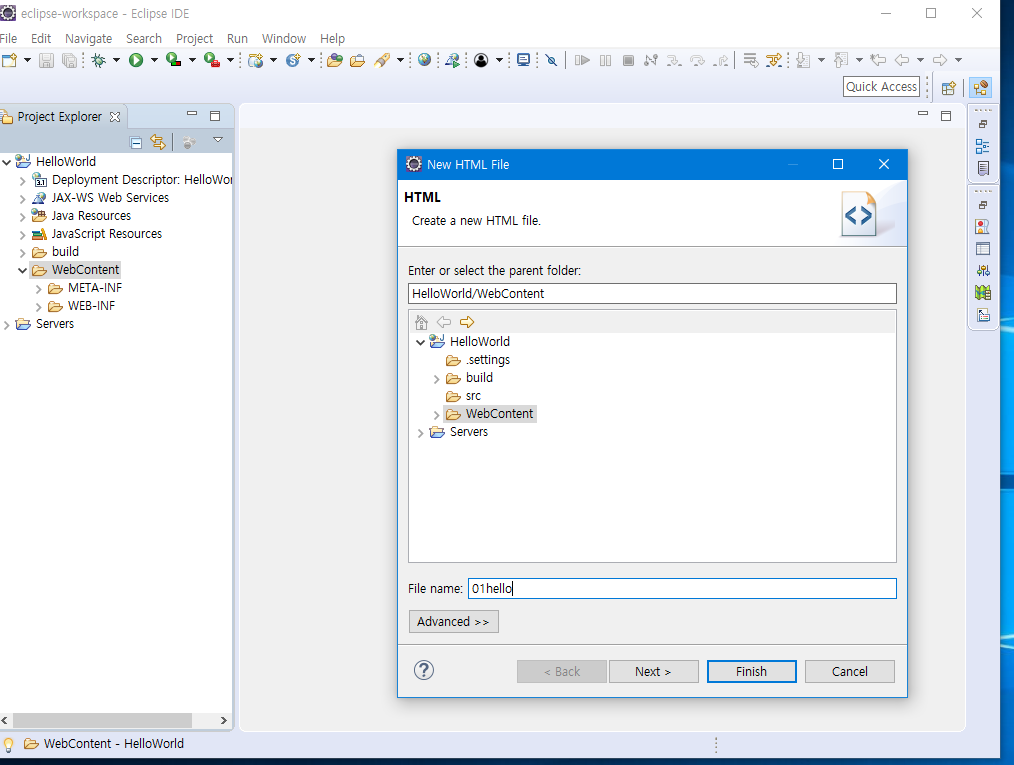 eclipse-workspace - Eclipse IDE
File Edit Navigate Search Project Run Window Help
Quick Access
Project Explorer
HelloWorld
Deployment Descriptor: HelloWor
JAX-WS Web Services
Java Resources
JavaScript Resources
build
WebContent
META-INF
WEB-INF
Servers
New HTML File
HTML
Create a new HTML file.
Enter or select the parent folder:
HelloWorld/WebContent
HelloWorld
.settings
build
src
WebContent
Servers
File name: 01hello
Advanced >>
< Back Next > Finish Cancel
WebContent - HelloWorld